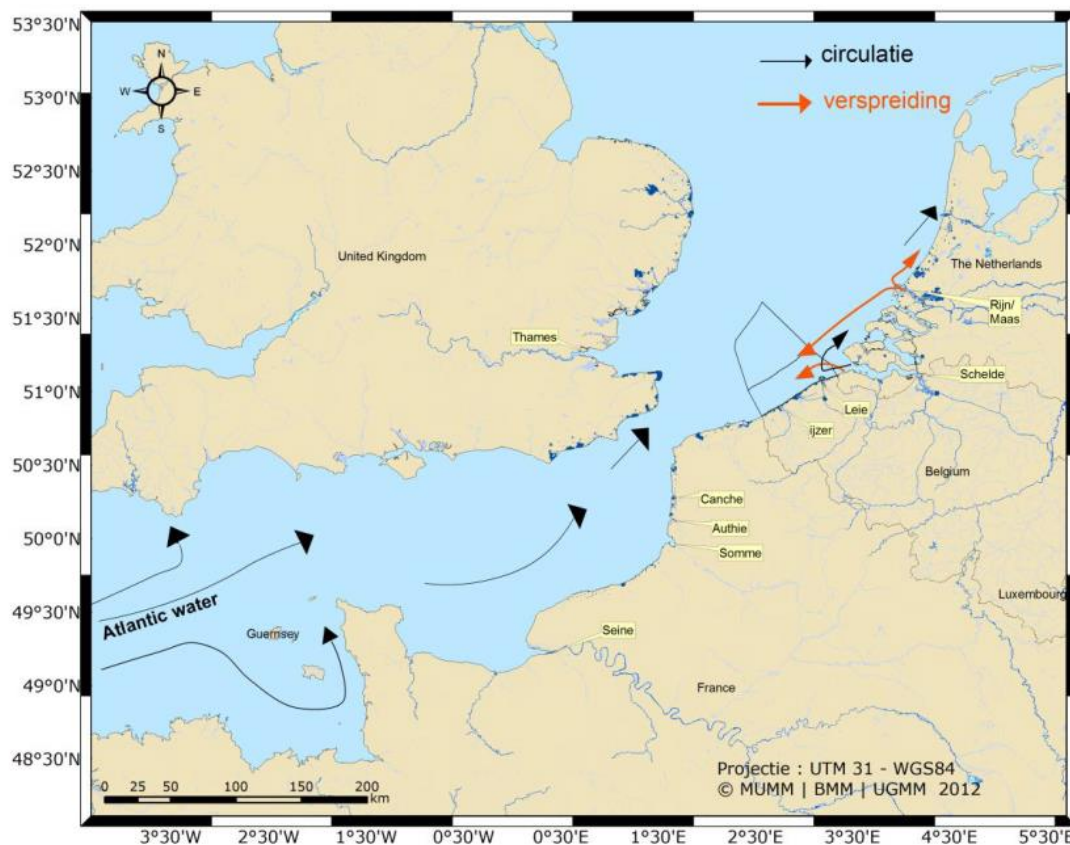 53°30'N
53°0'N
52°30'N
52°0'N
51°30'N
51°0'N
50°30'N
50°0'N
49°30'N
49°0'N
48°30'N
N
W E
S
circulatie
verspreiding
United Kingdom
The Netherlands
Rijn/
Maas
Thames
Schelde
Leie
ijzer
Belgium
Canche
Authie
Somme
Luxembourg
Atlantic water
Guernsey
Seine
France
Projectie : UTM 31 - WGS84
© MUMM | BMM | UGMM 2012
0 25 50 100 150 200
km
3°30'W 2°30'W 1°30'W 0°30'W 0°30'E 1°30'E 2°30'E 3°30'E 4°30'E 5°30'E